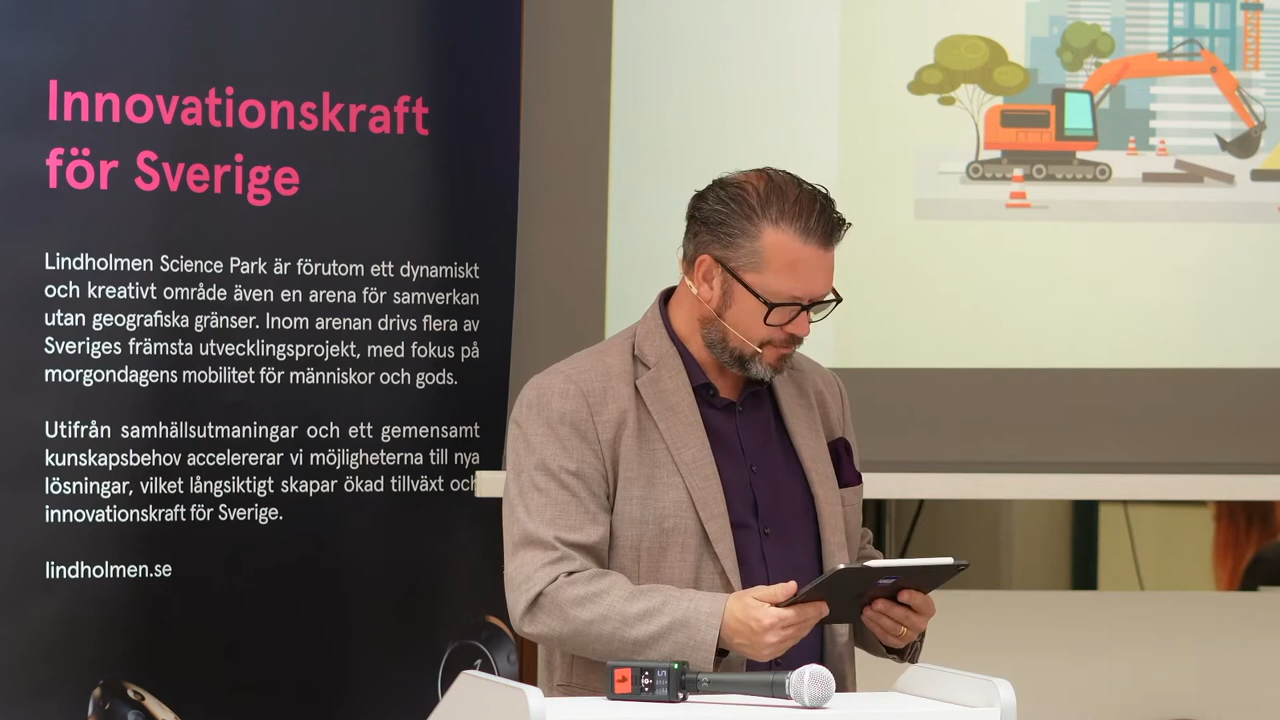 Innovationskraft
för Sverige
Lindholmen Science Park är förutom ett dynamiskt
och kreativt område även en arena för samverkan
utan geografiska gränser. Inom arenan drivs flera av
Sveriges främsta utvecklingsprojekt, med fokus på
morgondagens mobilitet för människor och gods.
Utifrån samhällsutmaningar och ett gemensamt
kunskapsbehov accelererar vi möjligheterna till nya
lösningar, vilket långsiktigt skapar ökad tillväxt och
innovationskraft för Sverige.
lindholmen.se